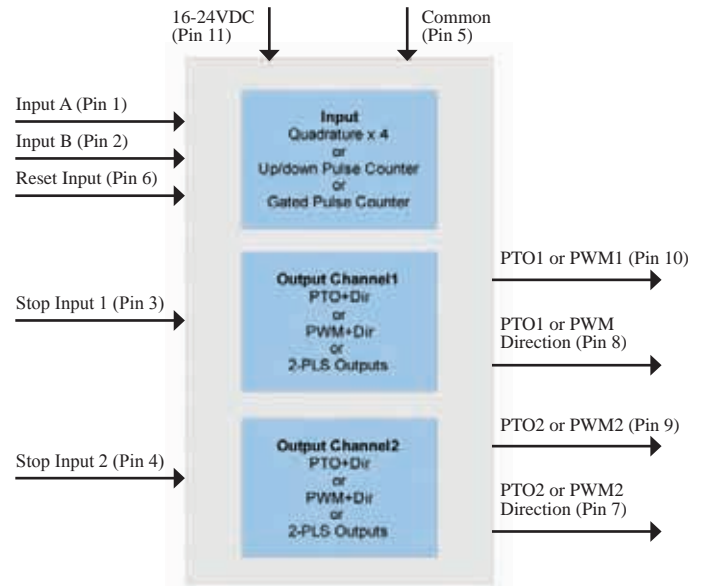 16-24VDC
(Pin 11)
Common
(Pin 5)
Input A (Pin 1)
Input B (Pin 2)
Reset Input (Pin 6)
Input
Quadrature x 4
or
Up/down Pulse Counter
or
Gated Pulse Counter
Stop Input 1 (Pin 3)
Output Channel1
PTO+Dir
or
PWM+Dir
or
2-PLS Outputs
PTO1 or PWM1 (Pin 10)
PTO1 or PWM
Direction (Pin 8)
Stop Input 2 (Pin 4)
Output Channel2
PTO+Dir
or
PWM+Dir
or
2-PLS Outputs
PTO2 or PWM2 (Pin 9)
PTO2 or PWM2
Direction (Pin 7)